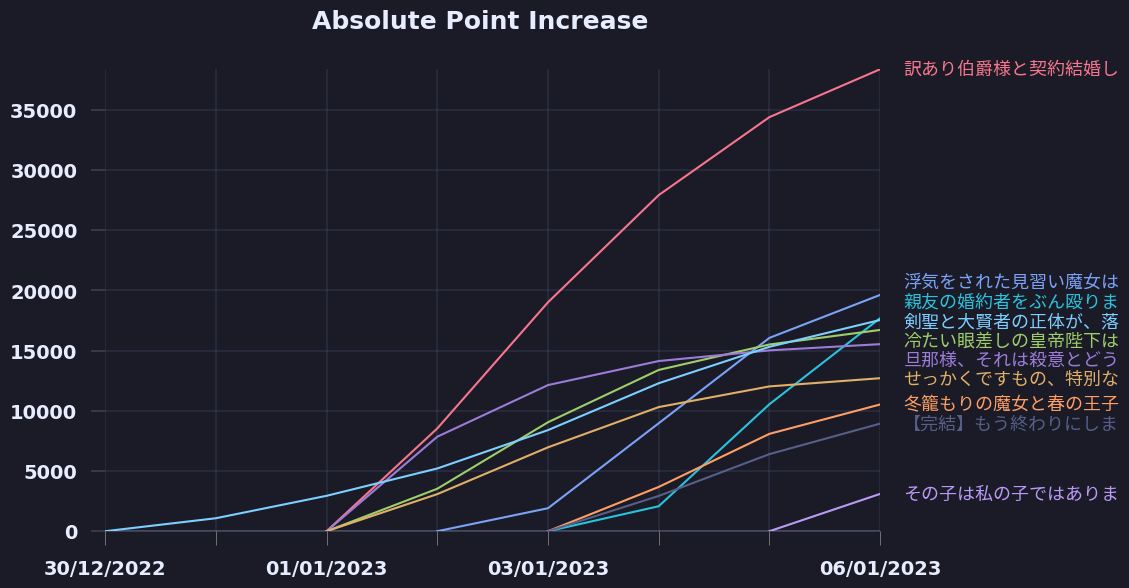 Absolute Point Increase
35000
30000
25000
20000
15000
10000
5000
0
30/12/2022
01/01/2023
03/01/2023
06/01/2023
訳あり伯爵様と契約結婚し
浮気をされた見習い魔女は
親友の婚約者をぶん殴りま
剣聖と大賢者の正体が、落
冷たい眼差しの皇帝陛下は
旦那様、それは殺意とどう
せっかくですもの、特別な
冬籠もりの魔女と春の王子
【完結】もう終わりにしま
その子は私の子ではありま